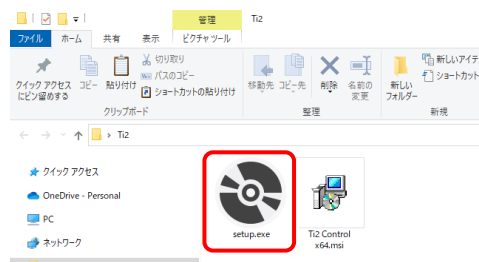 管理
Ti2
ファイル ホーム 共有 表示 ピクチャ ツール
クイック アクセス
にピン留めする
コピー
貼り付け
切り取り
パスのコピー
ショートカットの貼り付け
クリップボード
移動先
コピー先
削除
名前の
変更
整理
新しい
フォルダー
新しいアイテ
ショートカット
新規
Ti2
クイック アクセス
OneDrive - Personal
PC
ネットワーク
setup.exe
Ti2 Control
x64.msi